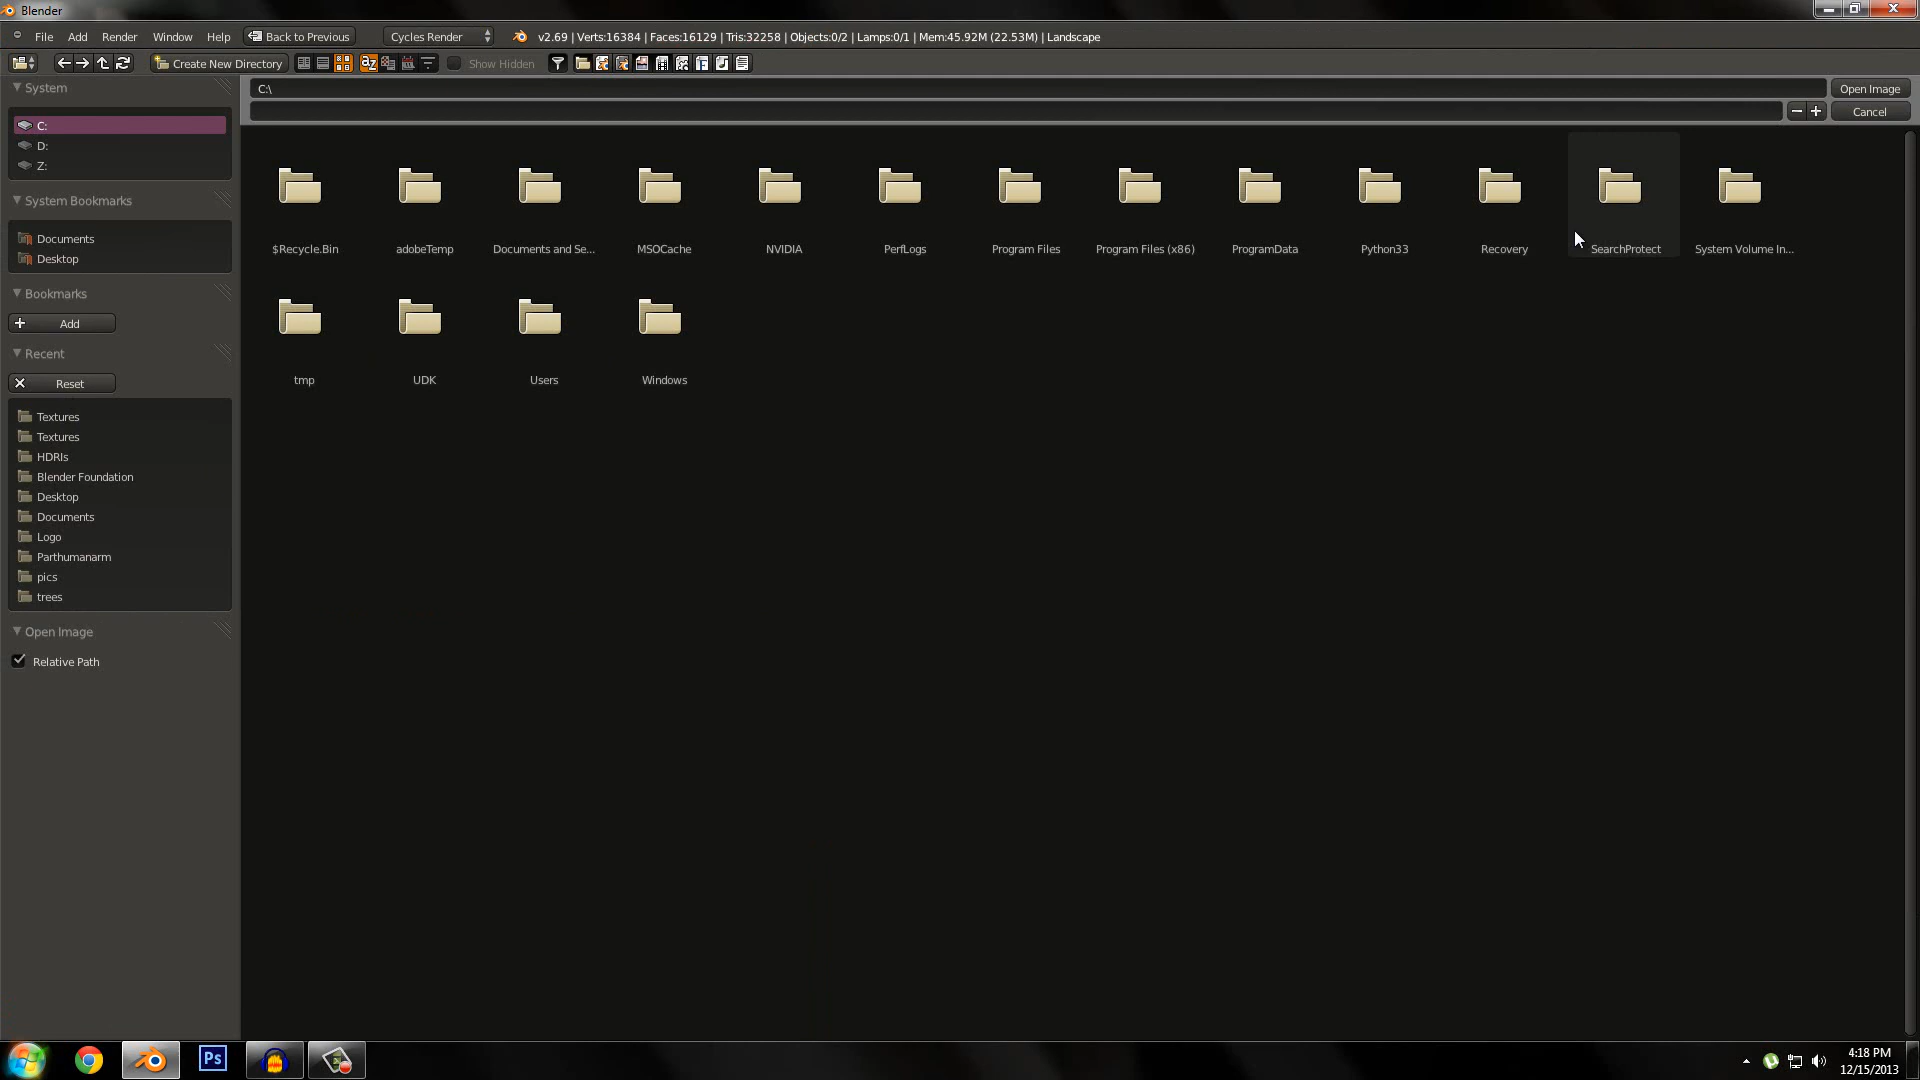 Blender
File Add Render Window Help Back to Previous Cycles Render v2.69 | Verts:16384 | Faces:16129 | Tris:32258 | Objects:0/2 | Lamps:0/1 | Mem:45.92M (22.53M) | Landscape
Create New Directory Show Hidden
System
C:\ Open Image
Cancel
C:
D:
Z:
System Bookmarks
Documents
Desktop
Bookmarks
Add
Recent
Reset
Textures
Textures
HDRIs
Blender Foundation
Desktop
Documents
Logo
Parthumanarm
pics
trees
Open Image
Relative Path
$Recycle.Bin adobeTemp Documents and Se... MSOCache NVIDIA PerfLogs Program Files Program Files (x86) ProgramData Python33 Recovery SearchProtect System Volume In...
tmp UDK Users Windows
Ps
4:18 PM
12/15/2013